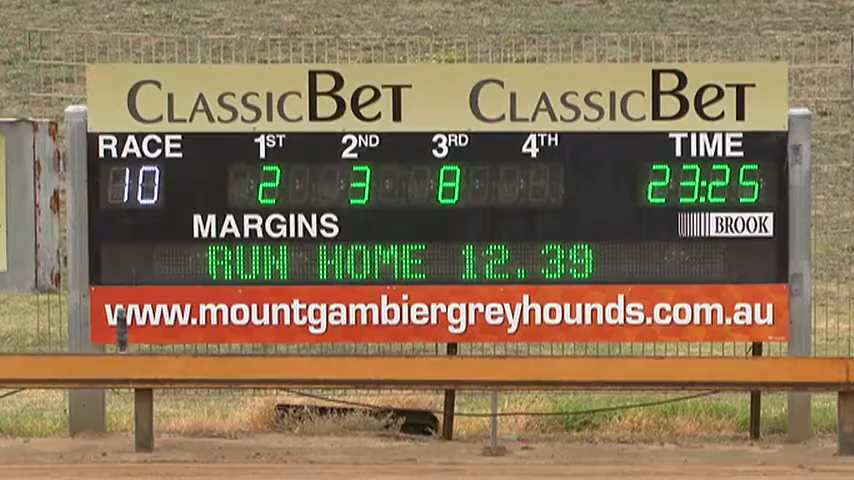 CLASSICBET CLASSICBET
RACE 1ST 2ND 3RD 4TH TIME
10 2 3 8 23:25
MARGINS BROOK
RUN HOME 12.39
www.mountgambiergreyhounds.com.au